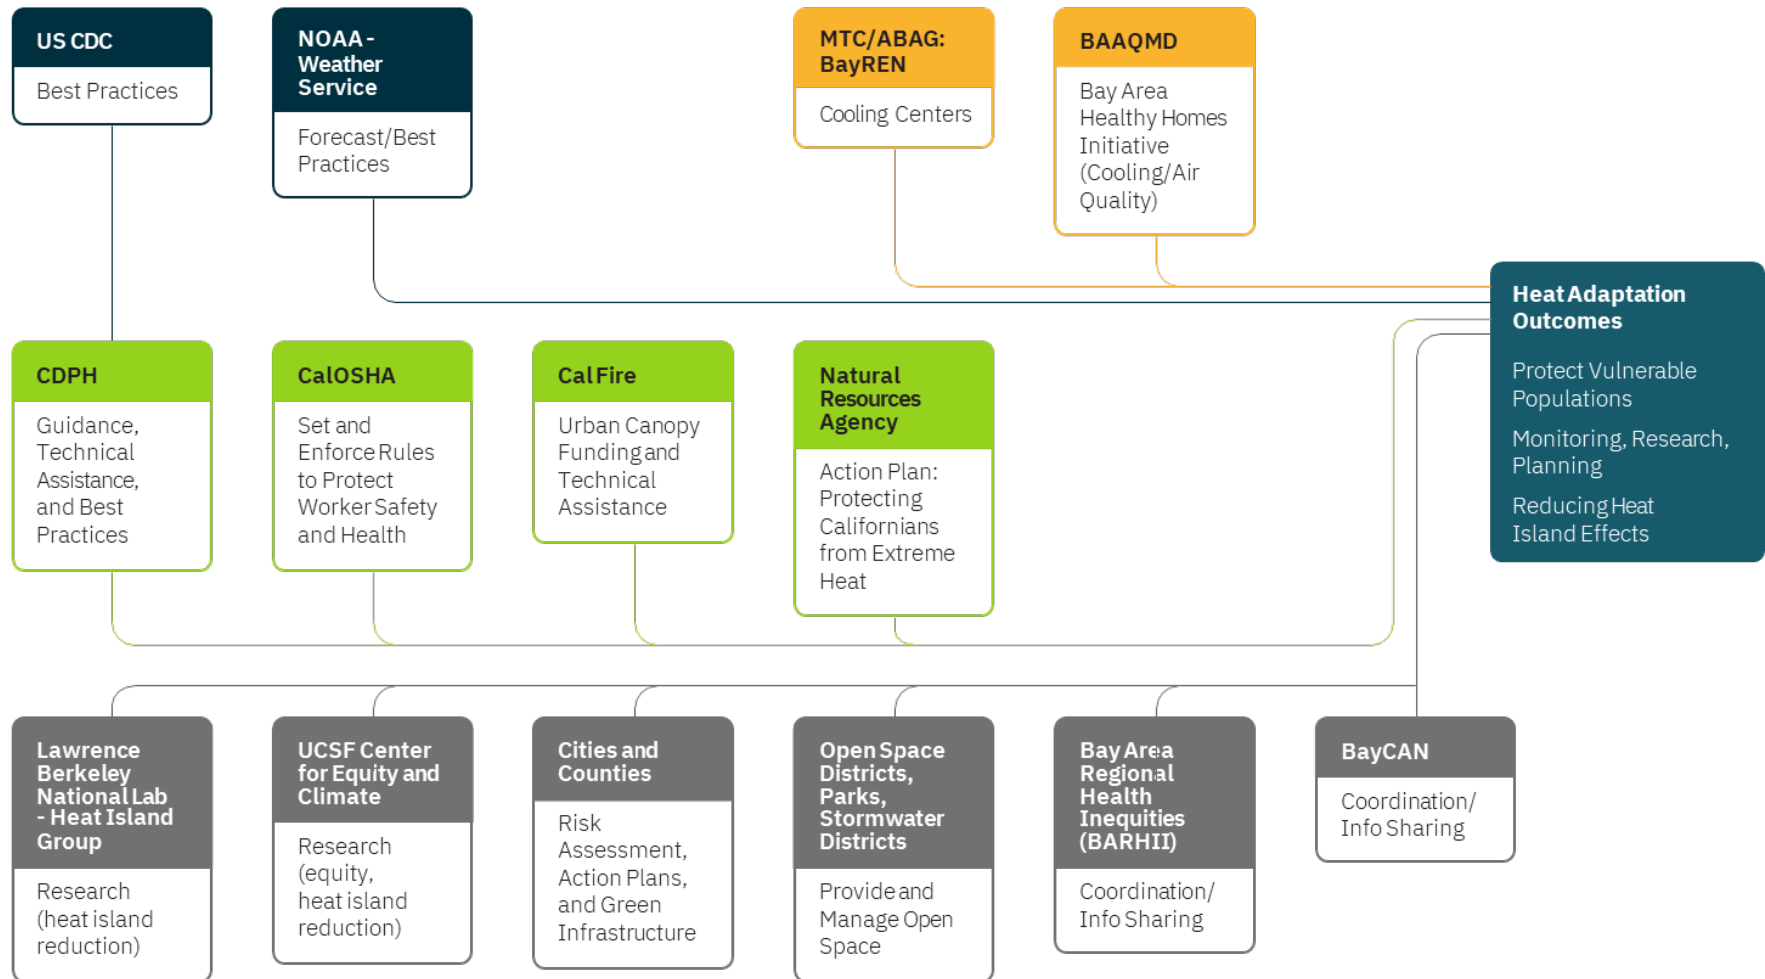 US CDC
Best Practices
NOAA -
Weather
Service
Forecast/Best
Practices
MTC/ABAG:
BayREN
Cooling Centers
BAAQMD
Bay Area
Healthy Homes
Initiative
(Cooling/Air
Quality)
Heat Adaptation
Outcomes
Protect Vulnerable
Populations
Monitoring, Research,
Planning
Reducing Heat
Island Effects
CDPH
Guidance,
Technical
Assistance,
and Best
Practices
CalOSHA
Set and
Enforce Rules
to Protect
Worker Safety
and Health
CalFire
Urban Canopy
Funding and
Technical
Assistance
Natural
Resources
Agency
Action Plan:
Protecting
Californians
from Extreme
Heat
Lawrence
Berkeley
National Lab
- Heat Island
Group
Research
(heat island
reduction)
UCSF Center
for Equity and
Climate
Research
(equity,
heat island
reduction)
Cities and
Counties
Risk
Assessment,
Action Plans,
and Green
Infrastructure
Open Space
Districts,
Parks,
Stormwater
Districts
Provide and
Manage Open
Space
Bay Area
Regional
Health
Inequities
(BARHII)
Coordination/
Info Sharing
BayCAN
Coordination/
Info Sharing